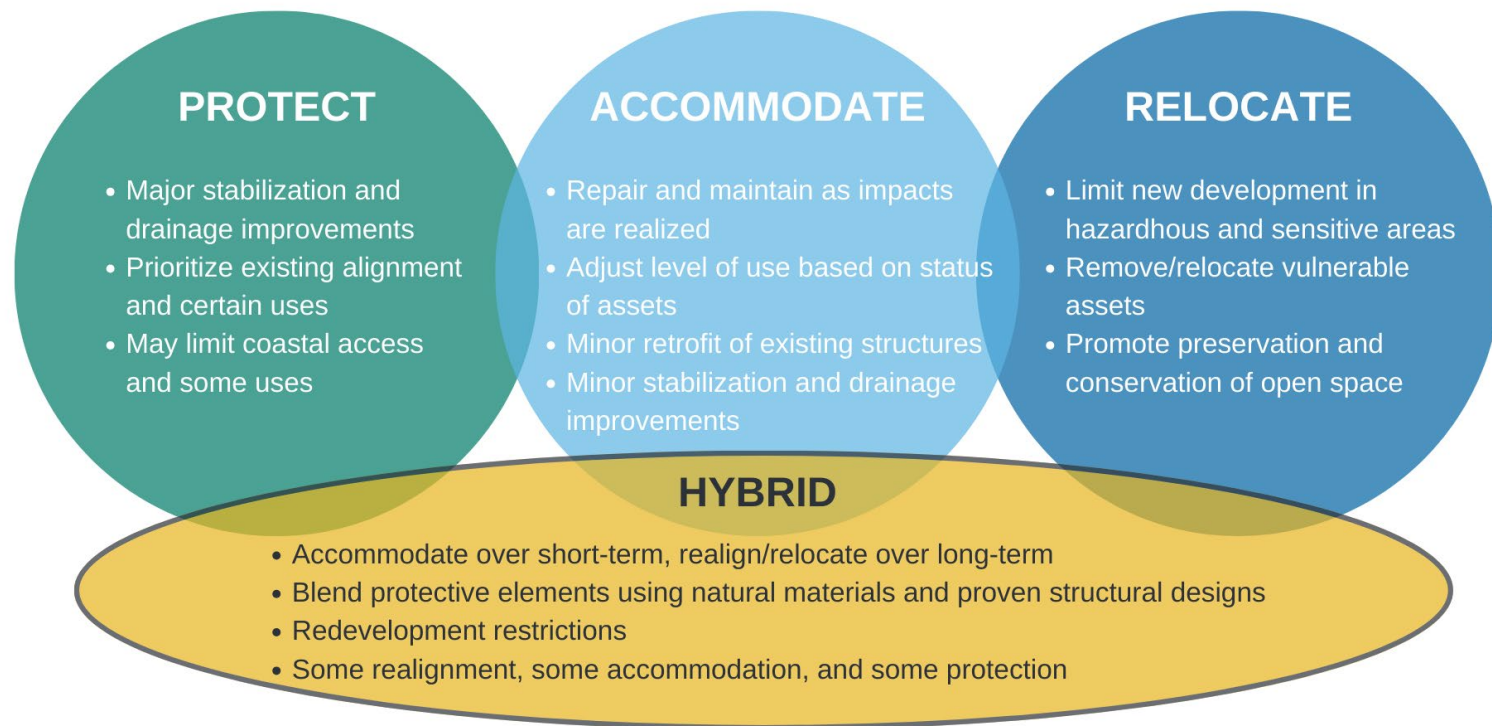 PROTECT
• Major stabilization and
drainage improvements
• Prioritize existing alignment
and certain uses
• May limit coastal access
and some uses
ACCOMMODATE
• Repair and maintain as impacts
are realized
• Adjust level of use based on status
of assets
• Minor retrofit of existing structures
• Minor stabilization and drainage
improvements
RELOCATE
• Limit new development in
hazardhous and sensitive areas
• Remove/relocate vulnerable
assets
• Promote preservation and
conservation of open space
HYBRID
• Accommodate over short-term, realign/relocate over long-term
• Blend protective elements using natural materials and proven structural designs
• Redevelopment restrictions
• Some realignment, some accommodation, and some protection